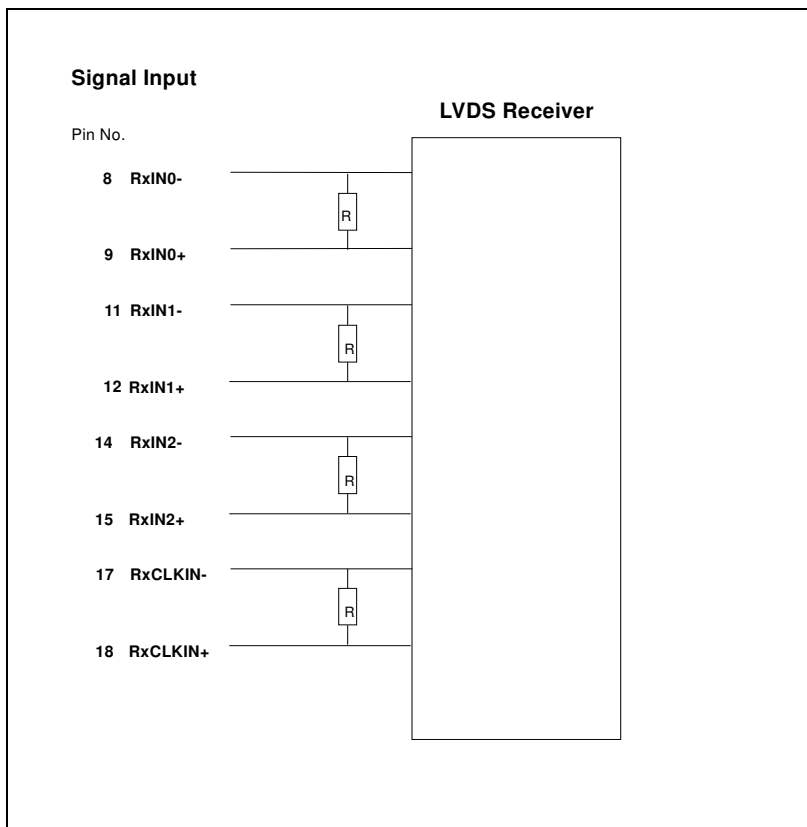 Signal Input
LVDS Receiver
Pin No.
8 RxIN0-
R
9 RxIN0+
11 RxIN1-
R
12 RxIN1+
14 RxIN2-
R
15 RxIN2+
17 RxCLKIN-
R
18 RxCLKIN+